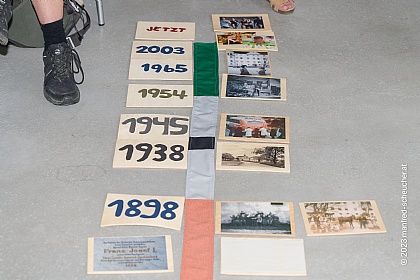 JETZT
2003
1965
1954
1945
1938
1898
Franz Josef I.
© 2023 manfred-scheucher.at